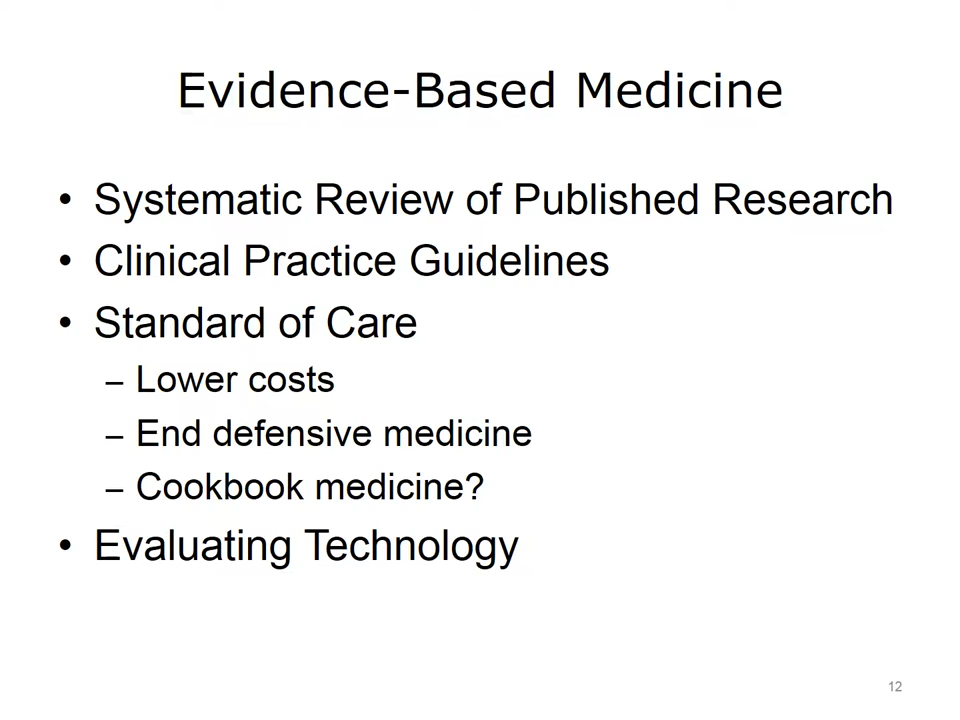 Evidence-Based Medicine
• Systematic Review of Published Research
• Clinical Practice Guidelines
• Standard of Care
– Lower costs
– End defensive medicine
– Cookbook medicine?
• Evaluating Technology
12